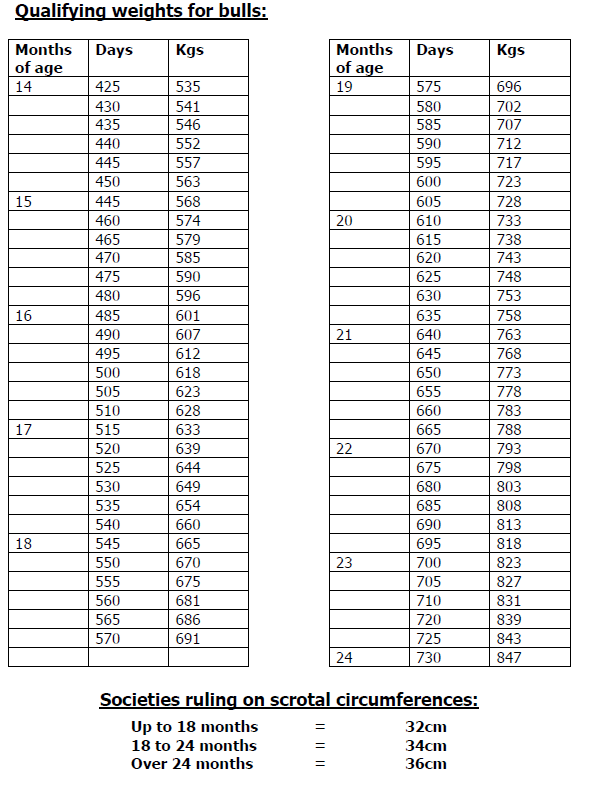 Qualifying weights for bulls:
Months of age Days Kgs
14 425 535
430 541
435 546
440 552
445 557
450 563
15 445 568
460 574
465 579
470 585
475 590
480 596
16 485 601
490 607
495 612
500 618
505 623
510 628
17 515 633
520 639
525 644
530 649
535 654
540 660
18 545 665
550 670
555 675
560 681
565 686
570 691
Months of age Days Kgs
19 575 696
580 702
585 707
590 712
595 717
600 723
605 728
20 610 733
615 738
620 743
625 748
630 753
635 758
21 640 763
645 768
650 773
655 778
660 783
665 788
22 670 793
675 798
680 803
685 808
690 813
695 818
23 700 823
705 827
710 831
720 839
725 843
24 730 847
Societies ruling on scrotal circumferences:
Up to 18 months = 32cm
18 to 24 months = 34cm
Over 24 months = 36cm